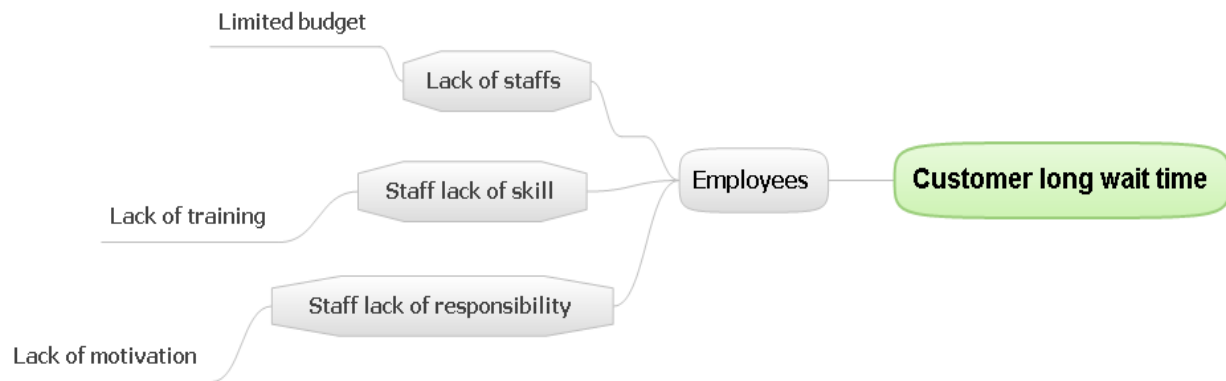 Limited budget
Lack of staffs
Employees
Customer long wait time
Staff lack of skill
Lack of training
Staff lack of responsibility
Lack of motivation